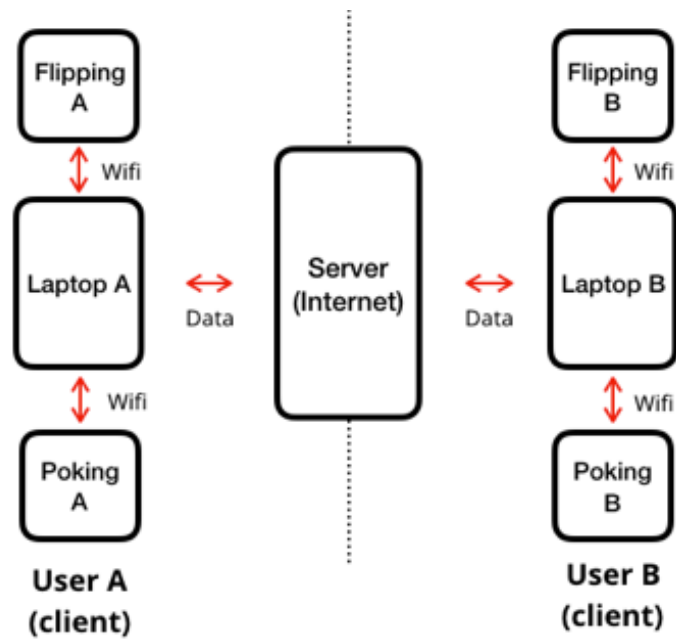 Flipping
A
Wifi
Laptop A
Data
Wifi
Poking
A
User A
(client)
Server
(Internet)
Flipping
B
Wifi
Data
Laptop B
Wifi
Poking
B
User B
(client)